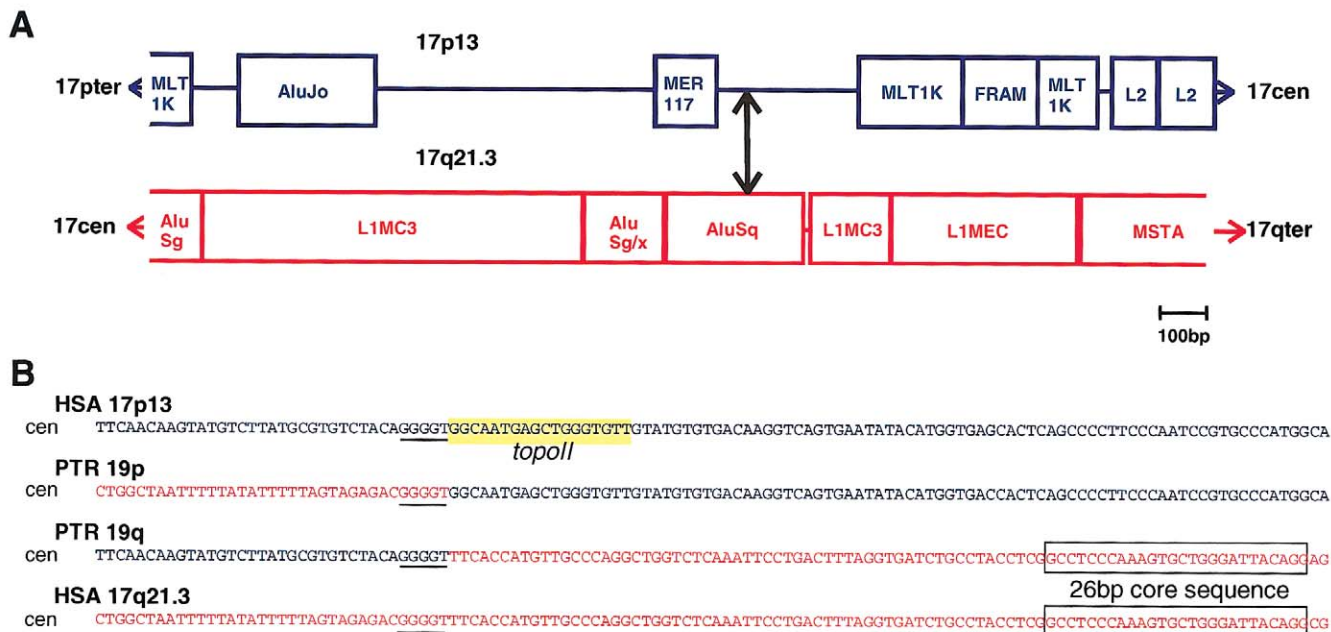 A
17p13
17pter MLT 1K AluJo MER 117 MLT1K FRAM MLT 1K L2 L2 17cen
17q21.3
17cen Alu Sg L1MC3 Alu Sg/x AluSq L1MC3 L1MEC MSTA 17qter
100bp
B
HSA 17p13
cen TTCAACAAGTATGTCTTATGCGTGTCTACAGGGGTGGCAATGAGCTGGGTGTTGTATGTGTGACAAGGTCAGTGAATATACATGGTGAGCACTCAGCCCCTTCCCAATCCGTGCCCATGGCA
topoII
PTR 19p
cen CTGGCTAATTTTTATATTTTTAGTAGAGACGGGGTGGCAATGAGCTGGGTGTTGTATGTGTGACAAGGTCAGTGAATATACATGGTGACCACTCAGCCCCTTCCCAATCCGTGCCCATGGCA
PTR 19q
cen TTCAACAAGTATGTCTTATGCGTGTCTACAGGGGTTTCACCATGTTGCCCAGGCTGGTCTCAAATTCCTGACTTTAGGTGATCTGCCTACCTCGGCCTCCCAAAGTGCTGGGATTACAGGAG
26bp core sequence
HSA 17q21.3
cen CTGGCTAATTTTTATATTTTTAGTAGAGACGGGGTTTCACCATGTTGCCCAGGCTGGTCTCAAATTCCTGACTTTAGGTGATCTGCCTACCTCGGCCTCCCAAAGTGCTGGGATTACAGGCG